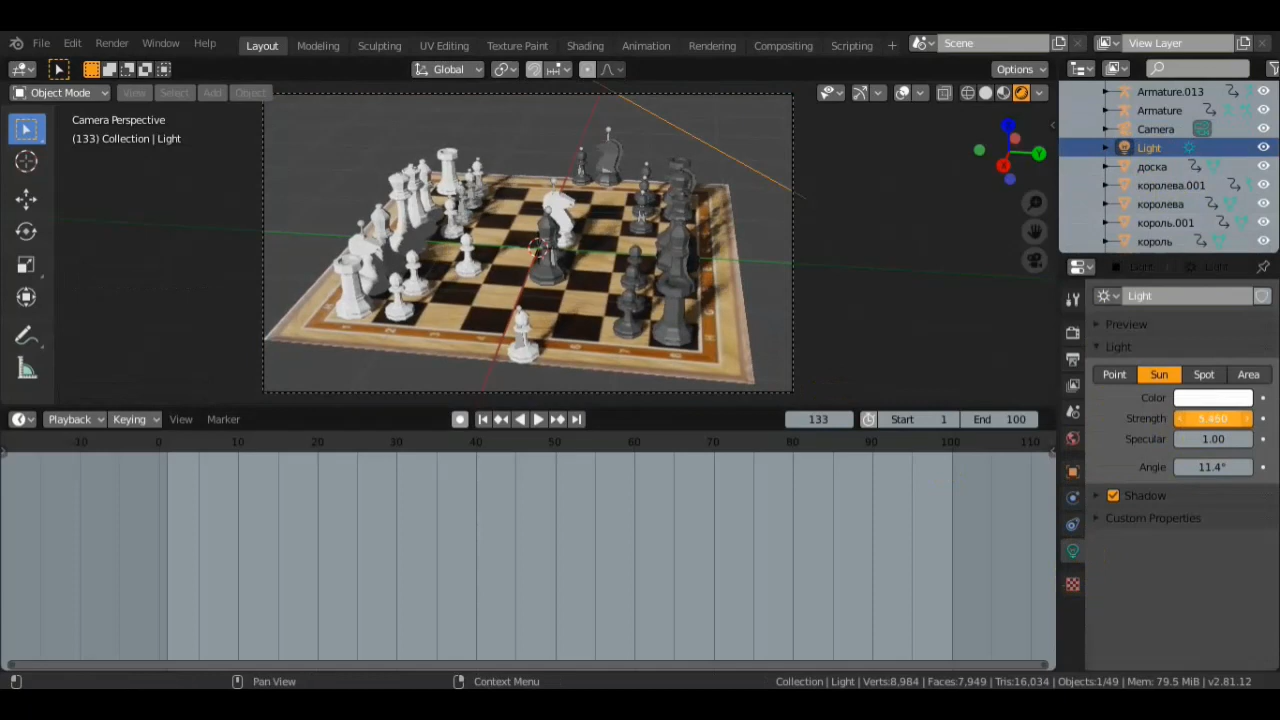 File Edit Render Window Help Layout Modeling Sculpting UV Editing Texture Paint Shading Animation Rendering Compositing Scripting + Scene View Layer
Global Options
Object Mode View Select Add Object
Camera Perspective
(133) Collection | Light
X
Y
Armature.013
Armature
Camera
Light
доска
королева.001
королева
король.001
король
Light Light
Light
Preview
Light
Point Sun Spot Area
Color
Strength 5.460
Specular 1.00
Angle 11.4°
Shadow
Custom Properties
Playback Keying View Marker 133 Start 1 End 100
-10 0 10 20 30 40 50 60 70 80 90 100 110
Pan View Context Menu Collection | Light | Verts:8,984 | Faces:7,949 | Tris:16,034 | Objects:1/49 | Mem: 79.5 MiB | v2.81.12